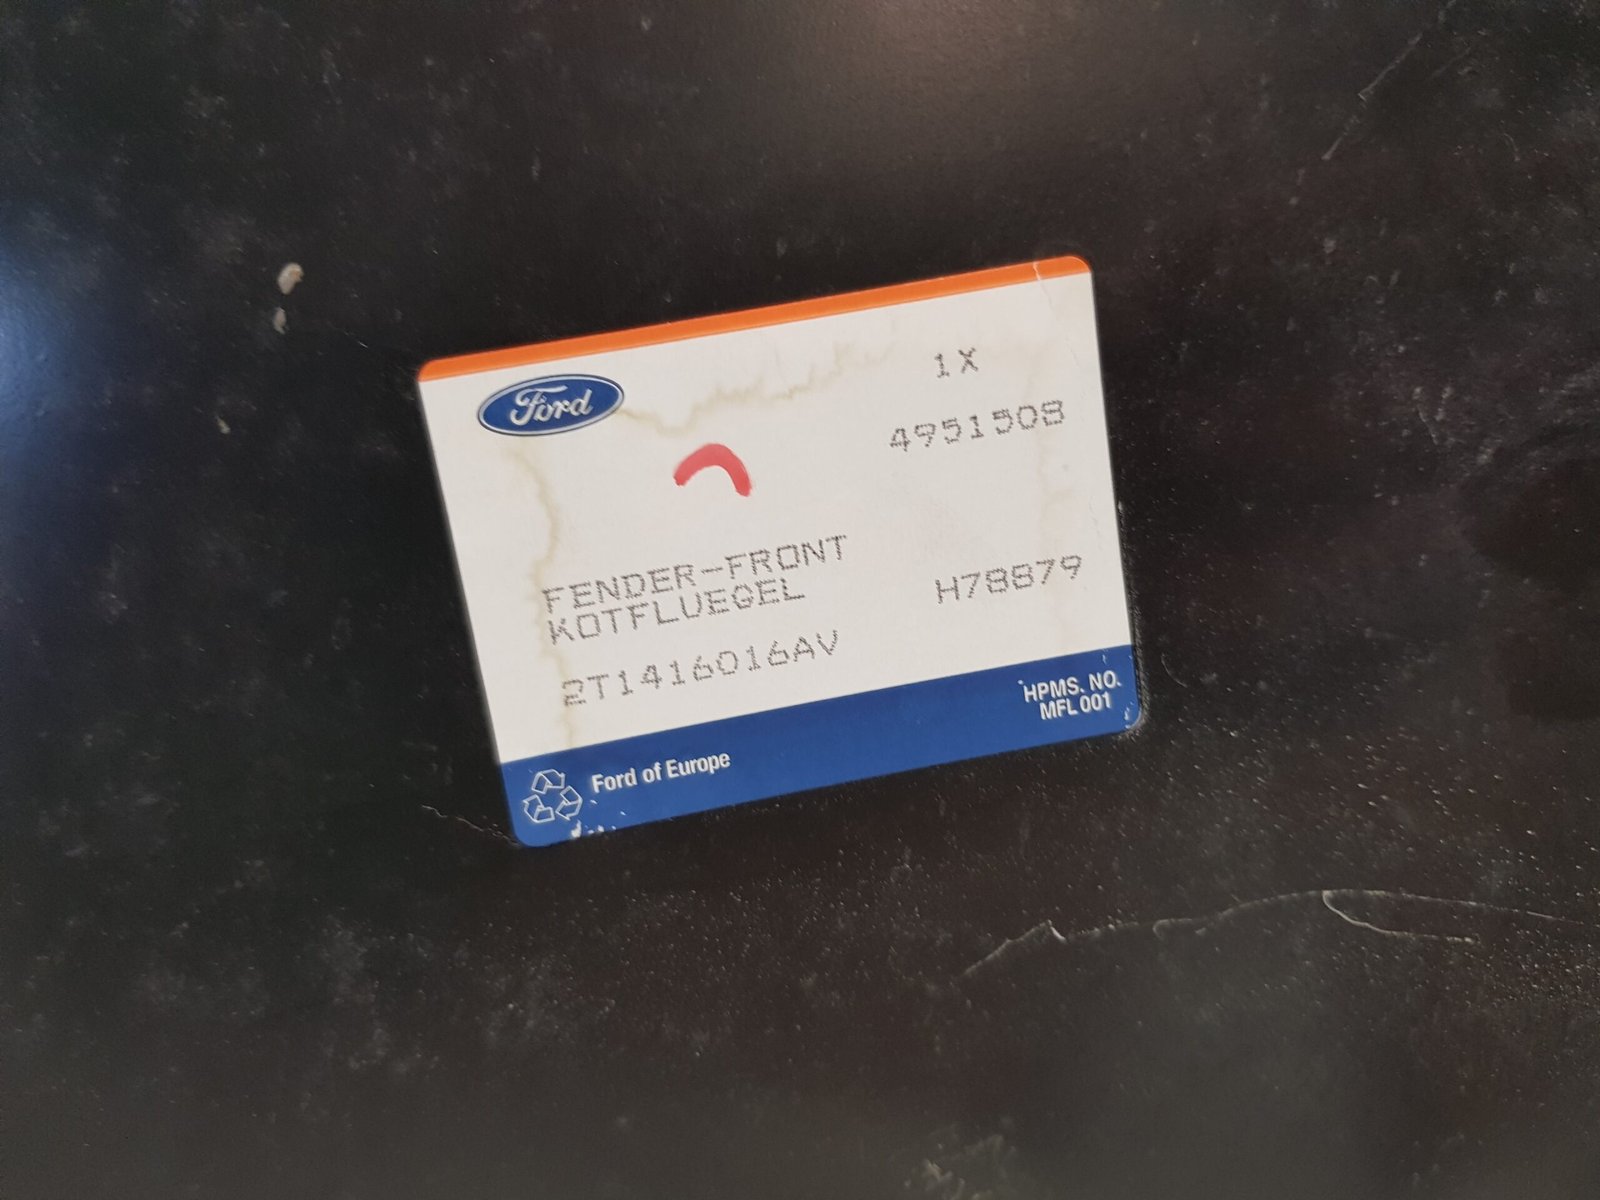 Ford
1X
4951508
FENDER-FRONT
KOTFLUEGEL
H78879
2T1416016AV
HPMS. NO.
MFL 001
Ford of Europe